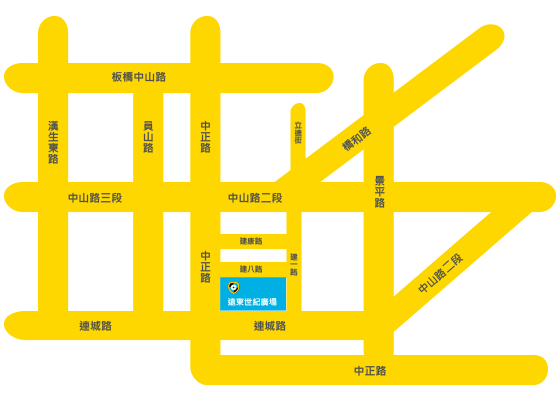 板橋中山路
漢生東路
員山路
中正路
立德街
橋和路
景平路
中山路三段
中山路二段
建康路
中正路
建一路
建八路
中山路二段
遠東世紀廣場
連城路
連城路
中正路